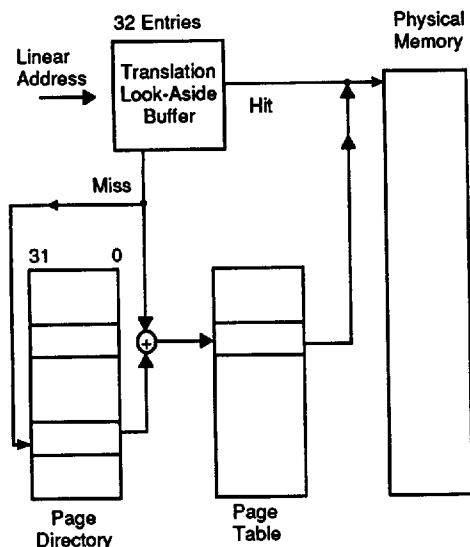 32 Entries
Physical
Memory
Linear
Address
Translation
Look-Aside
Buffer
Hit
Miss
31 0
+
Page
Directory
Page
Table